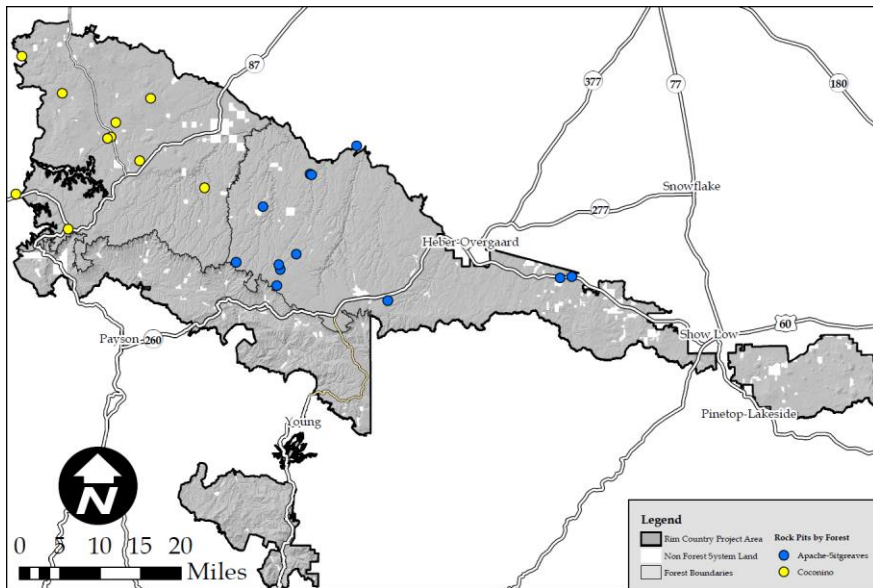 87
377
77
180
Snowflake
277
Heber-Overgaard
60
Show Low
Payson
260
Pinetop-Lakeside
Young
N
0 5 10 15 20
Miles
Legend
Rim Country Project Area
Non Forest System Land
Forest Boundaries
Rock Pits by Forest
Apache-Sitgreaves
Coconino